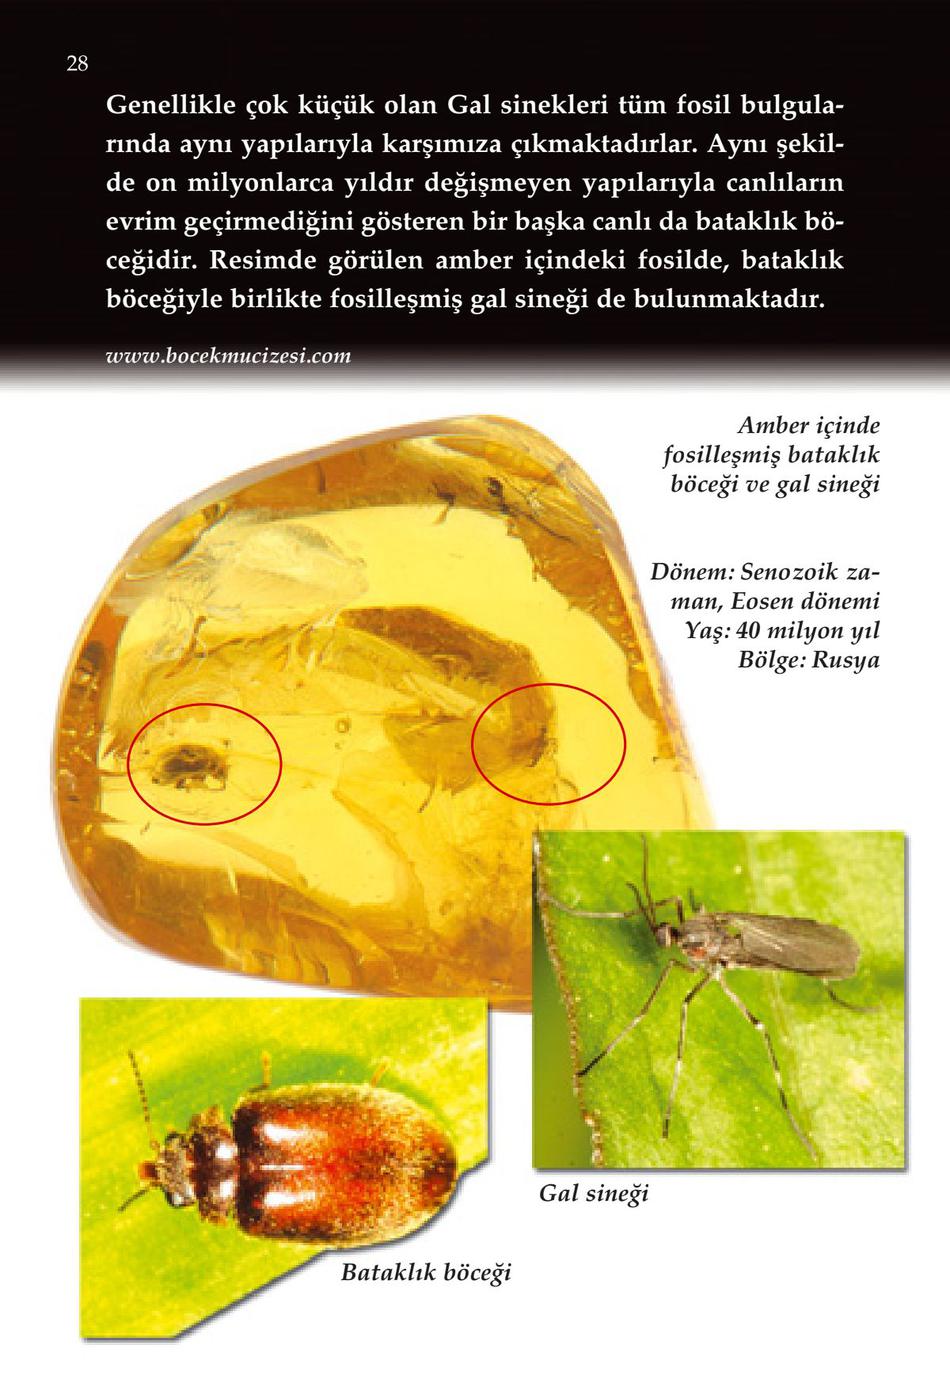 28
Genellikle çok küçük olan Gal sinekleri tüm fosil bulgula-
rında aynı yapılarıyla karşımıza çıkmaktadırlar. Aynı şekil-
de on milyonlarca yıldır değişmeyen yapılarıyla canlıların
evrim geçirmediğini gösteren bir başka canlı da bataklık bö-
ceğidir. Resimde görülen amber içindeki fosilde, bataklık
böceğiyle birlikte fosilleşmiş gal sineği de bulunmaktadır.
www.bocekmucizesi.com
Amber içinde
fosilleşmiş bataklık
böceği ve gal sineği
Dönem: Senozoik za-
man, Eosen dönemi
Yaş: 40 milyon yıl
Bölge: Rusya
Gal sineği
Bataklık böceği